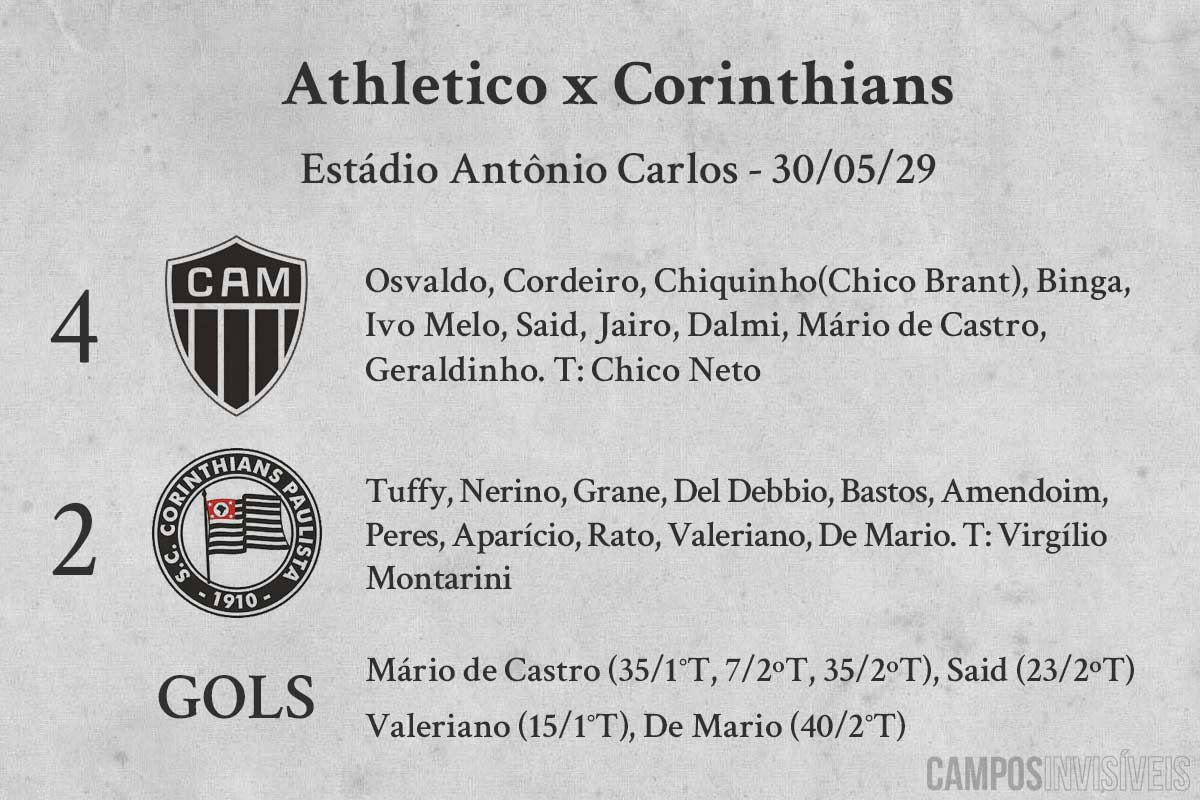 Athletico x Corinthians
Estádio Antônio Carlos - 30/05/29
4
CAM
Osvaldo, Cordeiro, Chiquinho(Chico Brant), Binga,
Ivo Melo, Said, Jairo, Dalmi, Mário de Castro,
Geraldinho. T: Chico Neto
2
S.C. CORINTHIANS PAULISTA
- 1910 -
Tuffy, Nerino, Grane, Del Debbio, Bastos, Amendoim,
Peres, Aparício, Rato, Valeriano, De Mario. T: Virgílio
Montarini
GOLS
Mário de Castro (35/1°T, 7/2ºT, 35/2ºT), Said (23/2ºT)
Valeriano (15/1°T), De Mario (40/2°T)
CAMPOSINVISÍVEIS